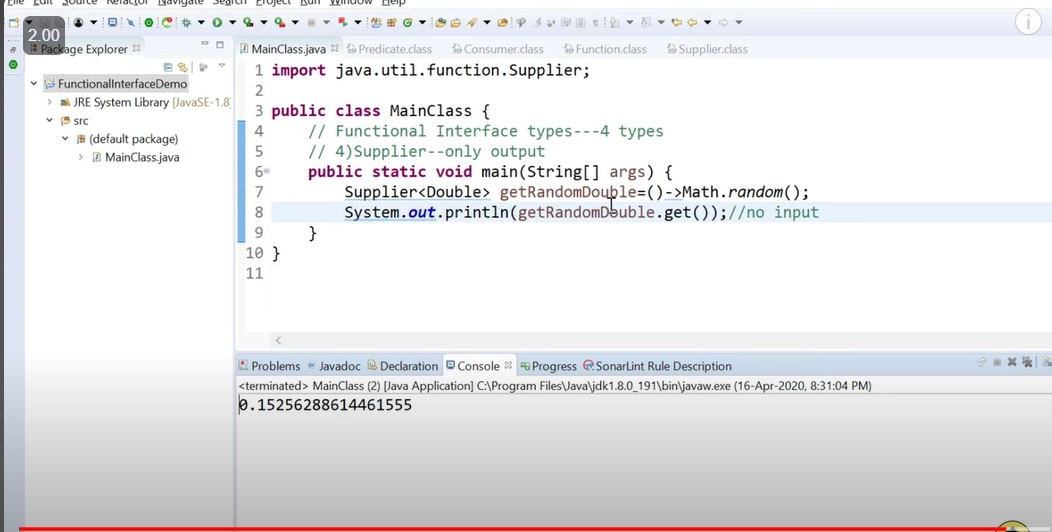 File Edit Source Refactor Navigate Search Project Run Window Help
2.00
Package Explorer
MainClass.java Predicate.class Consumer.class Function.class Supplier.class
FunctionalInterfaceDemo
JRE System Library [JavaSE-1.8]
src
(default package)
MainClass.java
1 import java.util.function.Supplier;
2
3 public class MainClass {
4 // Functional Interface types---4 types
5 // 4)Supplier--only output
6 public static void main(String[] args) {
7 Supplier<Double> getRandomDouble=()->Math.random();
8 System.out.println(getRandomDouble.get());//no input
9 }
10 }
11
Problems Javadoc Declaration Console Progress SonarLint Rule Description
<terminated> MainClass (2) [Java Application] C:\Program Files\Java\jdk1.8.0_191\bin\javaw.exe (16-Apr-2020, 8:31:04 PM)
0.15256288614461555